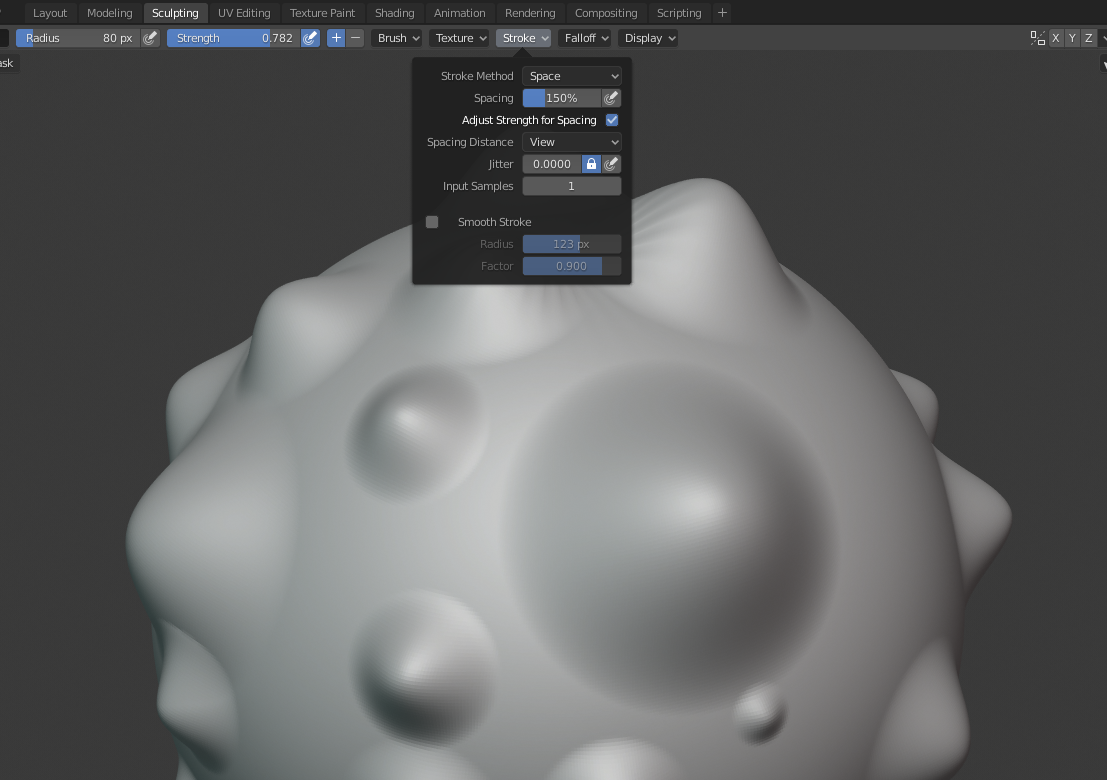 Layout Modeling Sculpting UV Editing Texture Paint Shading Animation Rendering Compositing Scripting +
Radius 80 px Strength 0.782 + − Brush Texture Stroke Falloff Display X Y Z
ask
Stroke Method Space
Spacing 150%
Adjust Strength for Spacing
Spacing Distance View
Jitter 0.0000
Input Samples 1
Smooth Stroke
Radius 123 px
Factor 0.900